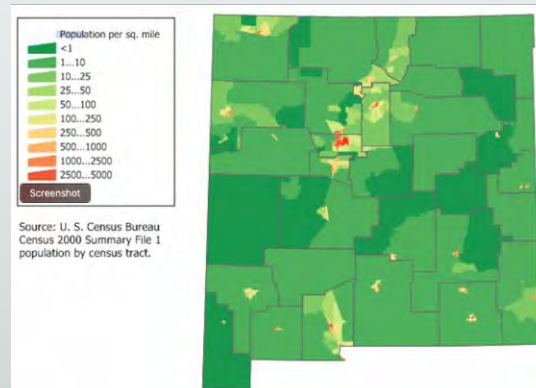 Population per sq. mile
<1
1...10
10...25
25...50
50...100
100...250
250...500
500...1000
1000...2500
2500...5000
Screenshot
Source: U. S. Census Bureau
Census 2000 Summary File 1
population by census tract.